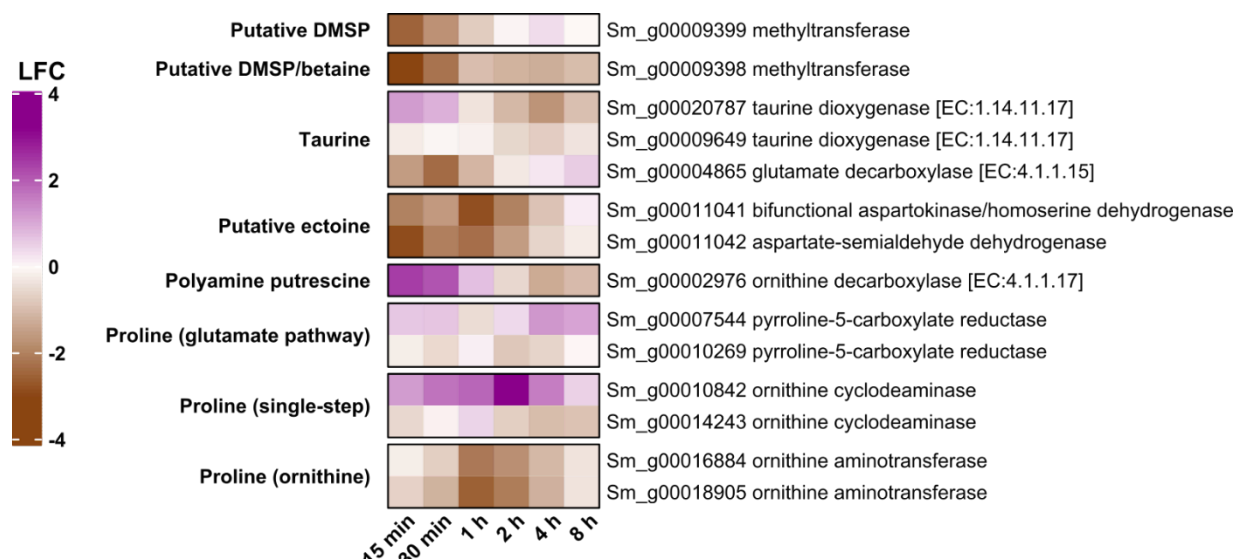 LFC
4
2
0
-2
-4
Putative DMSP
Sm_g00009399 methyltransferase
Putative DMSP/betaine
Sm_g00009398 methyltransferase
Taurine
Sm_g00020787 taurine dioxygenase [EC:1.14.11.17]
Sm_g00009649 taurine dioxygenase [EC:1.14.11.17]
Sm_g00004865 glutamate decarboxylase [EC:4.1.1.15]
Putative ectoine
Sm_g00011041 bifunctional aspartokinase/homoserine dehydrogenase
Sm_g00011042 aspartate-semialdehyde dehydrogenase
Polyamine putrescine
Sm_g00002976 ornithine decarboxylase [EC:4.1.1.17]
Proline (glutamate pathway)
Sm_g00007544 pyrroline-5-carboxylate reductase
Sm_g00010269 pyrroline-5-carboxylate reductase
Proline (single-step)
Sm_g00010842 ornithine cyclodeaminase
Sm_g00014243 ornithine cyclodeaminase
Proline (ornithine)
Sm_g00016884 ornithine aminotransferase
Sm_g00018905 ornithine aminotransferase
15 min
30 min
1 h
2 h
4 h
8 h